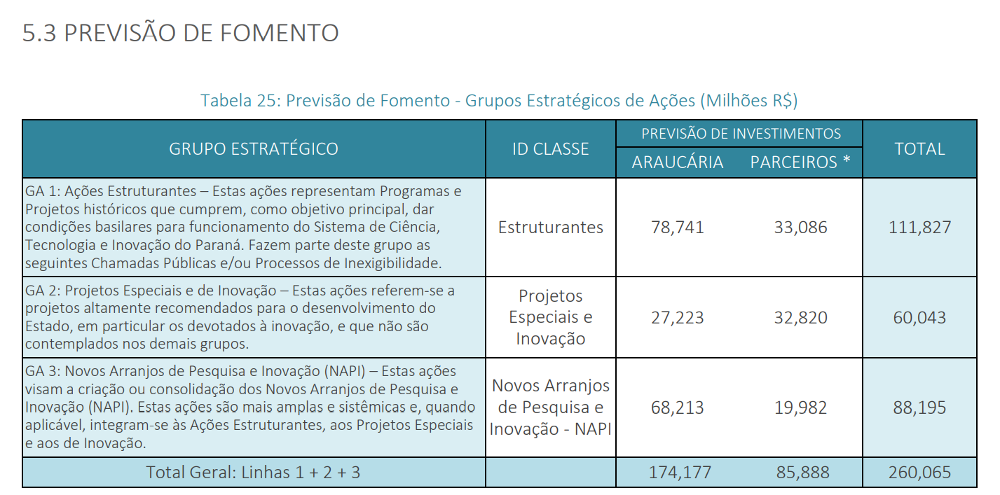 5.3 PREVISÃO DE FOMENTO
Tabela 25: Previsão de Fomento - Grupos Estratégicos de Ações (Milhões R$)
GRUPO ESTRATÉGICO
ID CLASSE
PREVISÃO DE INVESTIMENTOS
TOTAL
ARAUCÁRIA PARCEIROS *
GA 1: Ações Estruturantes – Estas ações representam Programas e
Projetos históricos que cumprem, como objetivo principal, dar
condições basilares para funcionamento do Sistema de Ciência,
Tecnologia e Inovação do Paraná. Fazem parte deste grupo as
seguintes Chamadas Públicas e/ou Processos de Inexigibilidade.
Estruturantes
78,741 33,086 111,827
GA 2: Projetos Especiais e de Inovação – Estas ações referem-se a
projetos altamente recomendados para o desenvolvimento do
Estado, em particular os devotados à inovação, e que não são
contemplados nos demais grupos.
Projetos
Especiais e
Inovação
27,223 32,820 60,043
GA 3: Novos Arranjos de Pesquisa e Inovação (NAPI) – Estas ações
visam a criação ou consolidação dos Novos Arranjos de Pesquisa e
Inovação (NAPI). Estas ações são mais amplas e sistêmicas e, quando
aplicável, integram-se às Ações Estruturantes, aos Projetos Especiais
e aos de Inovação.
Novos Arranjos
de Pesquisa e
Inovação - NAPI
68,213 19,982 88,195
Total Geral: Linhas 1 + 2 + 3 174,177 85,888 260,065